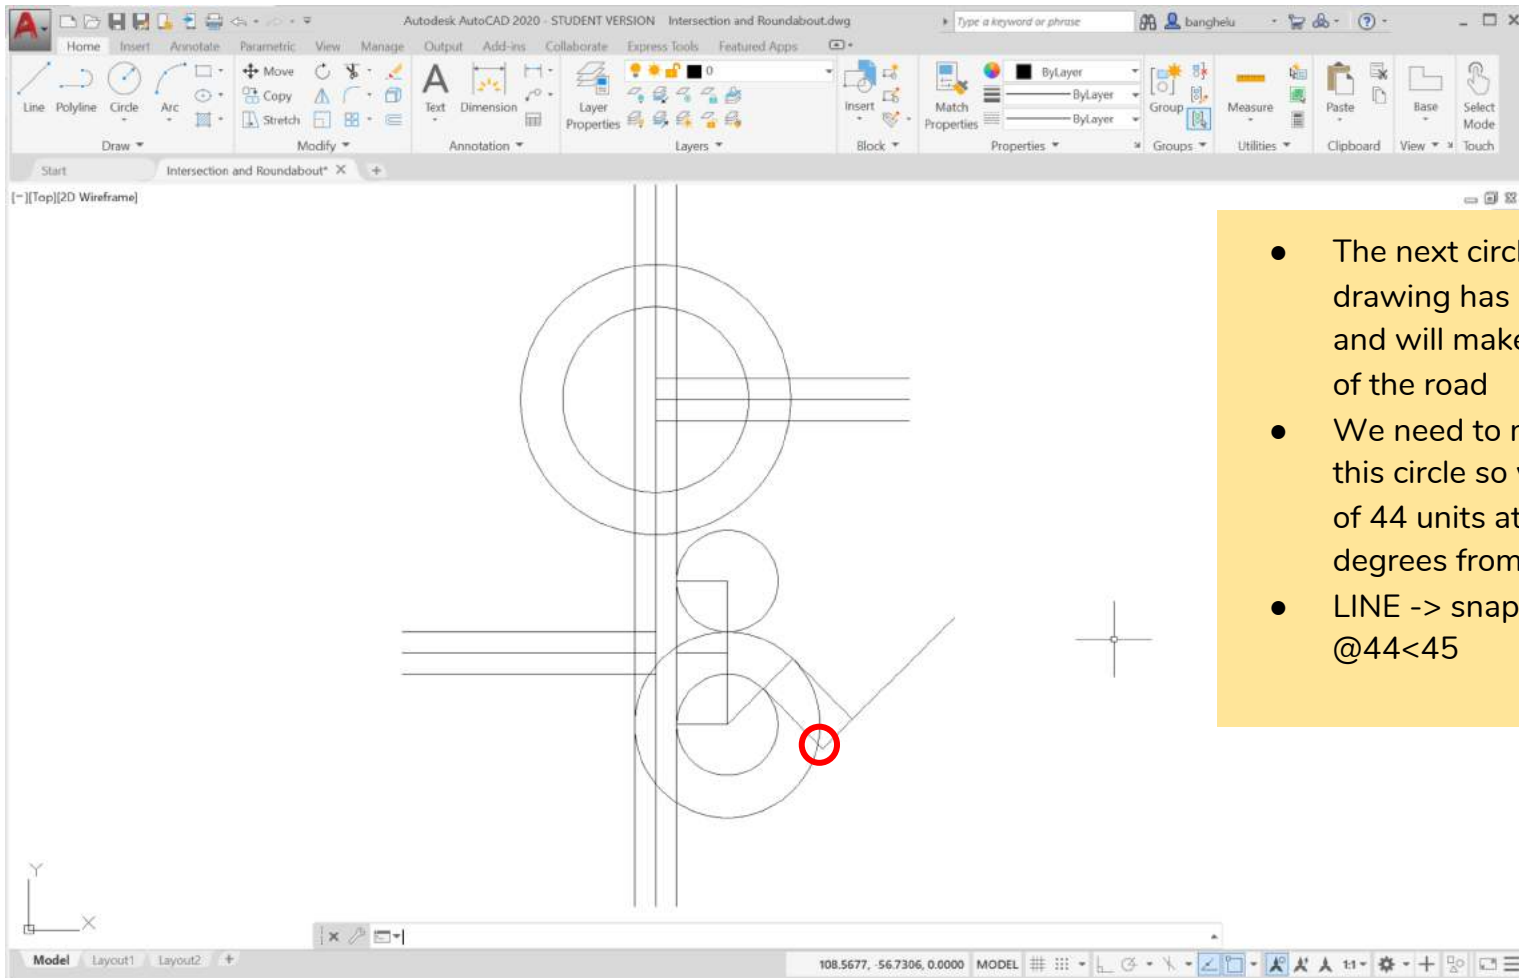 Autodesk AutoCAD 2020 - STUDENT VERSION Intersection and Roundabout.dwg
Type a keyword or phrase
banghelu
Home Insert Annotate Parametric View Manage Output Add-ins Collaborate Express Tools Featured Apps
Move
0
ByLayer
Line Polyline Circle Arc
Copy
Text Dimension
Layer
Properties
Insert
Match
Properties
ByLayer
Group
Measure
Paste
Base
Select
Mode
Stretch
ByLayer
Draw Modify Annotation Layers Block Properties Groups Utilities Clipboard View Touch
Start Intersection and Roundabout* X +
[-][Top][2D Wireframe]
● The next circ
drawing has
and will make
of the road
● We need to
this circle so
of 44 units at
degrees from
● LINE -> snap
@44<45
Y
X
Model Layout1 Layout2 +
108.5677, -56.7306, 0.0000 MODEL 1:1